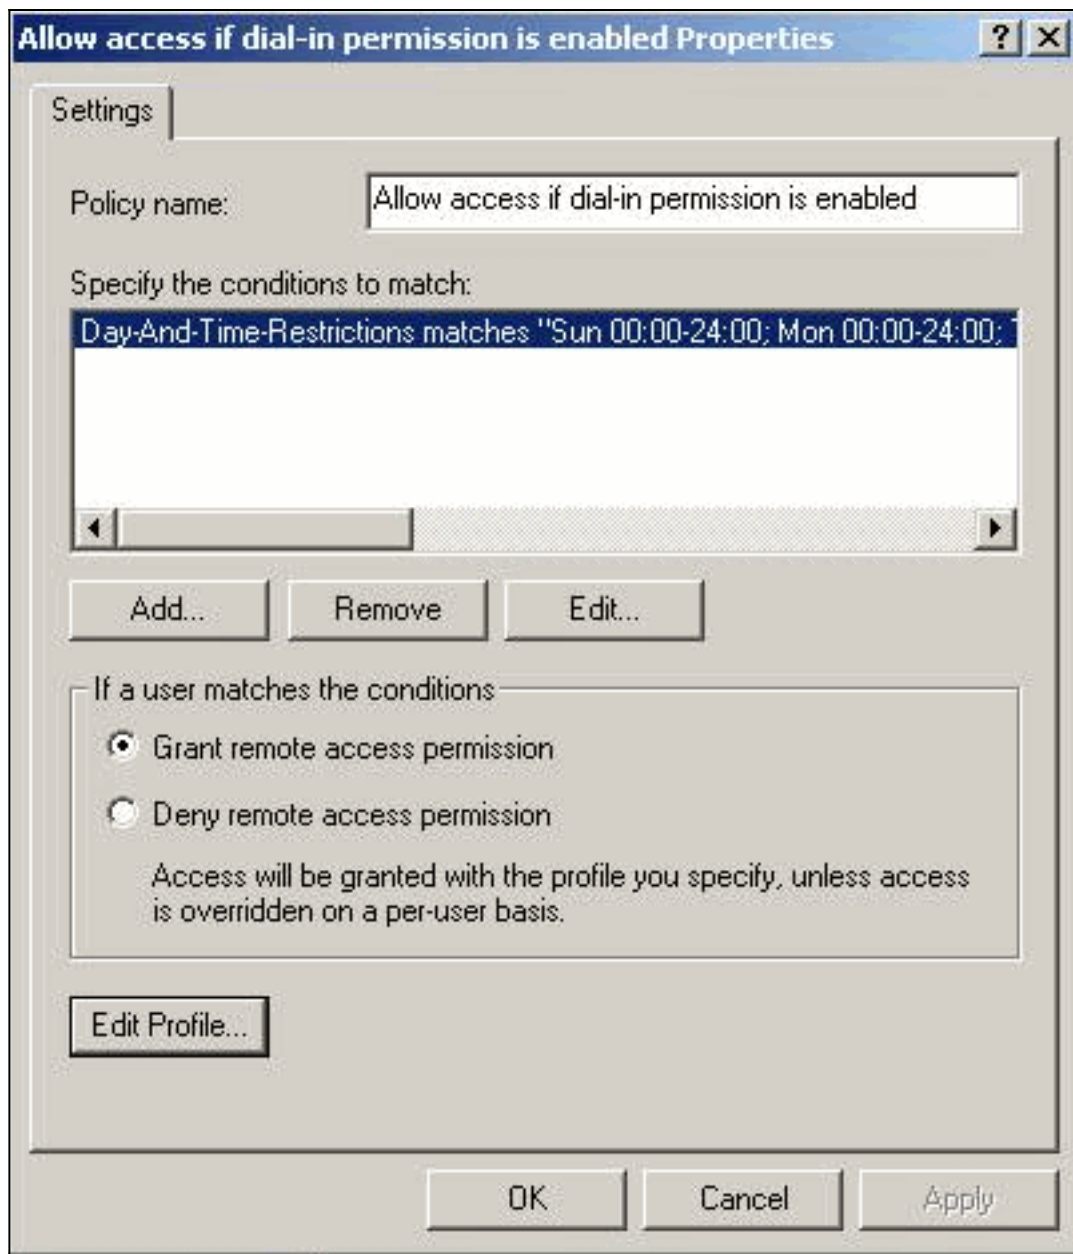 Allow access if dial-in permission is enabled Properties
Settings
Policy name:
Allow access if dial-in permission is enabled
Specify the conditions to match:
Day-And-Time-Restrictions matches "Sun 00:00-24:00; Mon 00:00-24:00;
Add...
Remove
Edit...
If a user matches the conditions
Grant remote access permission
Deny remote access permission
Access will be granted with the profile you specify, unless access
is overridden on a per-user basis.
Edit Profile...
OK
Cancel
Apply